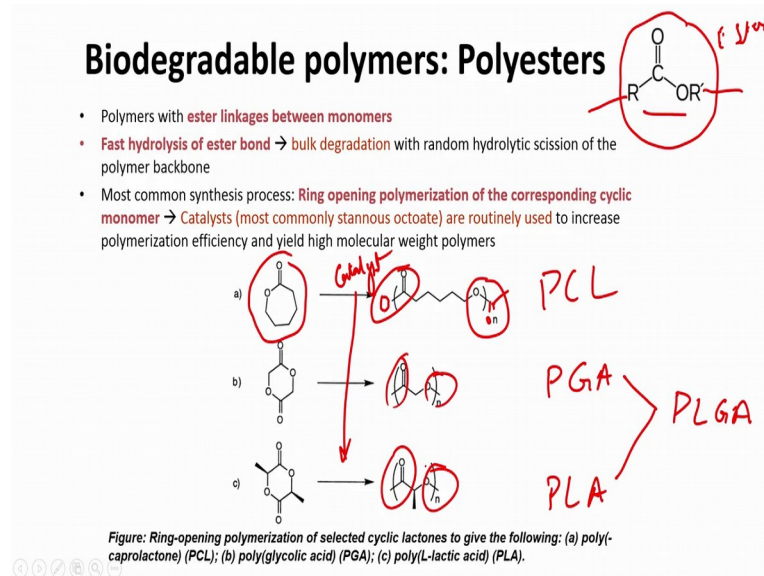 Biodegradable polymers: Polyesters
O
C
R OR'
• Polymers with ester linkages between monomers
• Fast hydrolysis of ester bond → bulk degradation with random hydrolytic scission of the
polymer backbone
• Most common synthesis process: Ring opening polymerization of the corresponding cyclic
monomer → Catalysts (most commonly stannous octoate) are routinely used to increase
polymerization efficiency and yield high molecular weight polymers
Catalyst
a) O O O O n PCL
b) O O O O O O n PGA
PLGA
c) O O O O O O n PLA
Figure: Ring-opening polymerization of selected cyclic lactones to give the following: (a) poly(-
caprolactone) (PCL); (b) poly(glycolic acid) (PGA); (c) poly(L-lactic acid) (PLA).